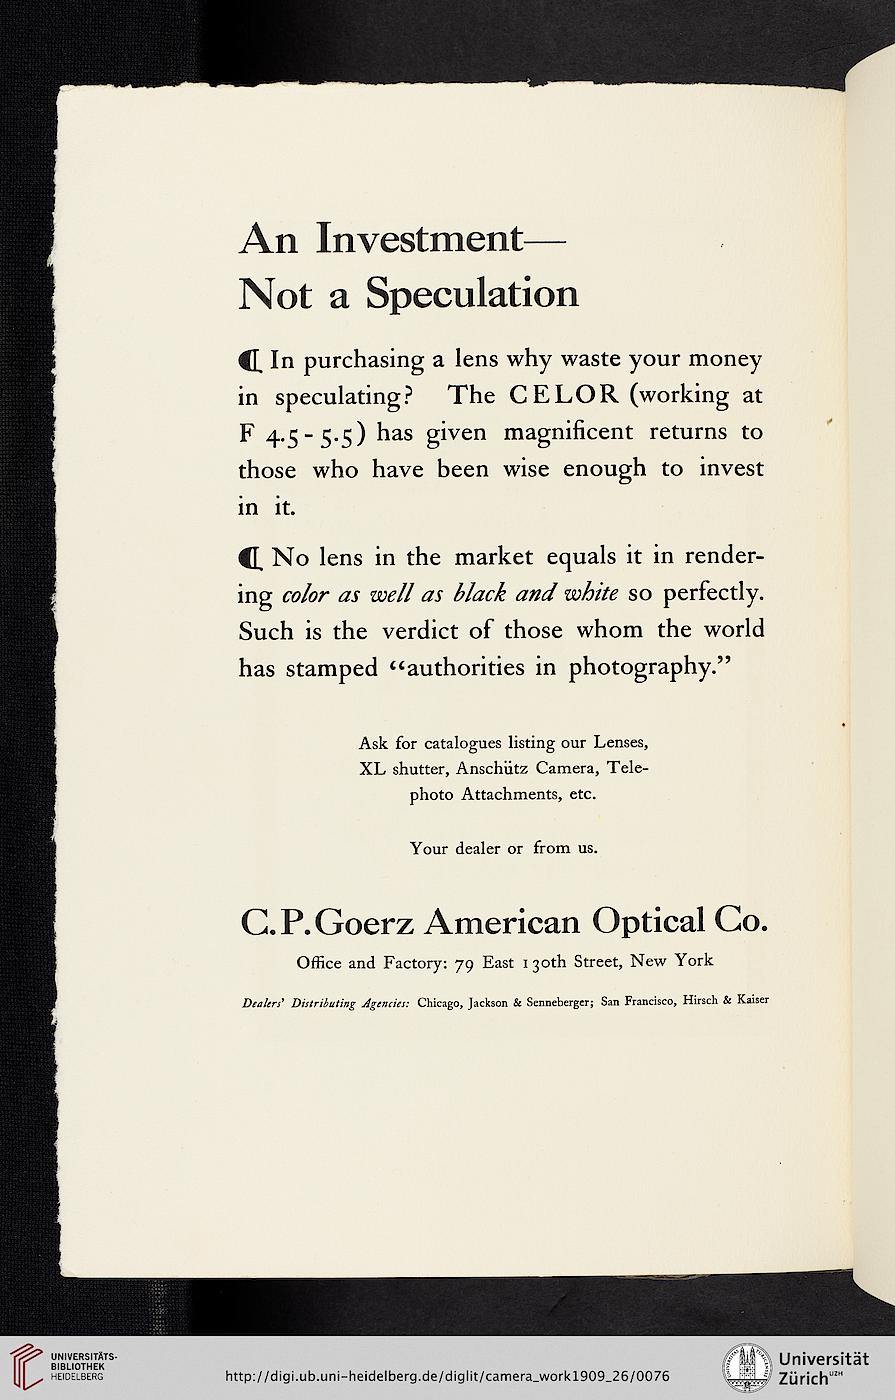 An Investment—
Not a Speculation
¶ In purchasing a lens why waste your money
in speculating? The CELOR (working at
F 4.5-5.5) has given magnificent returns to
those who have been wise enough to invest
in it.
¶ No lens in the market equals it in render-
ing color as well as black and white so perfectly.
Such is the verdict of those whom the world
has stamped “authorities in photography.”
Ask for catalogues listing our Lenses,
XL shutter, Anschütz Camera, Tele-
photo Attachments, etc.
Your dealer or from us.
C. P. Goerz American Optical Co.
Office and Factory: 79 East 130th Street, New York
Dealers' Distributing Agencies: Chicago, Jackson & Senneberger; San Francisco, Hirsch & Kaiser
UNIVERSITÄTS-
BIBLIOTHEK
HEIDELBERG
http://digi.ub.uni-heidelberg.de/diglit/camera_work1909_26/0076
Universität
Zürich UZH